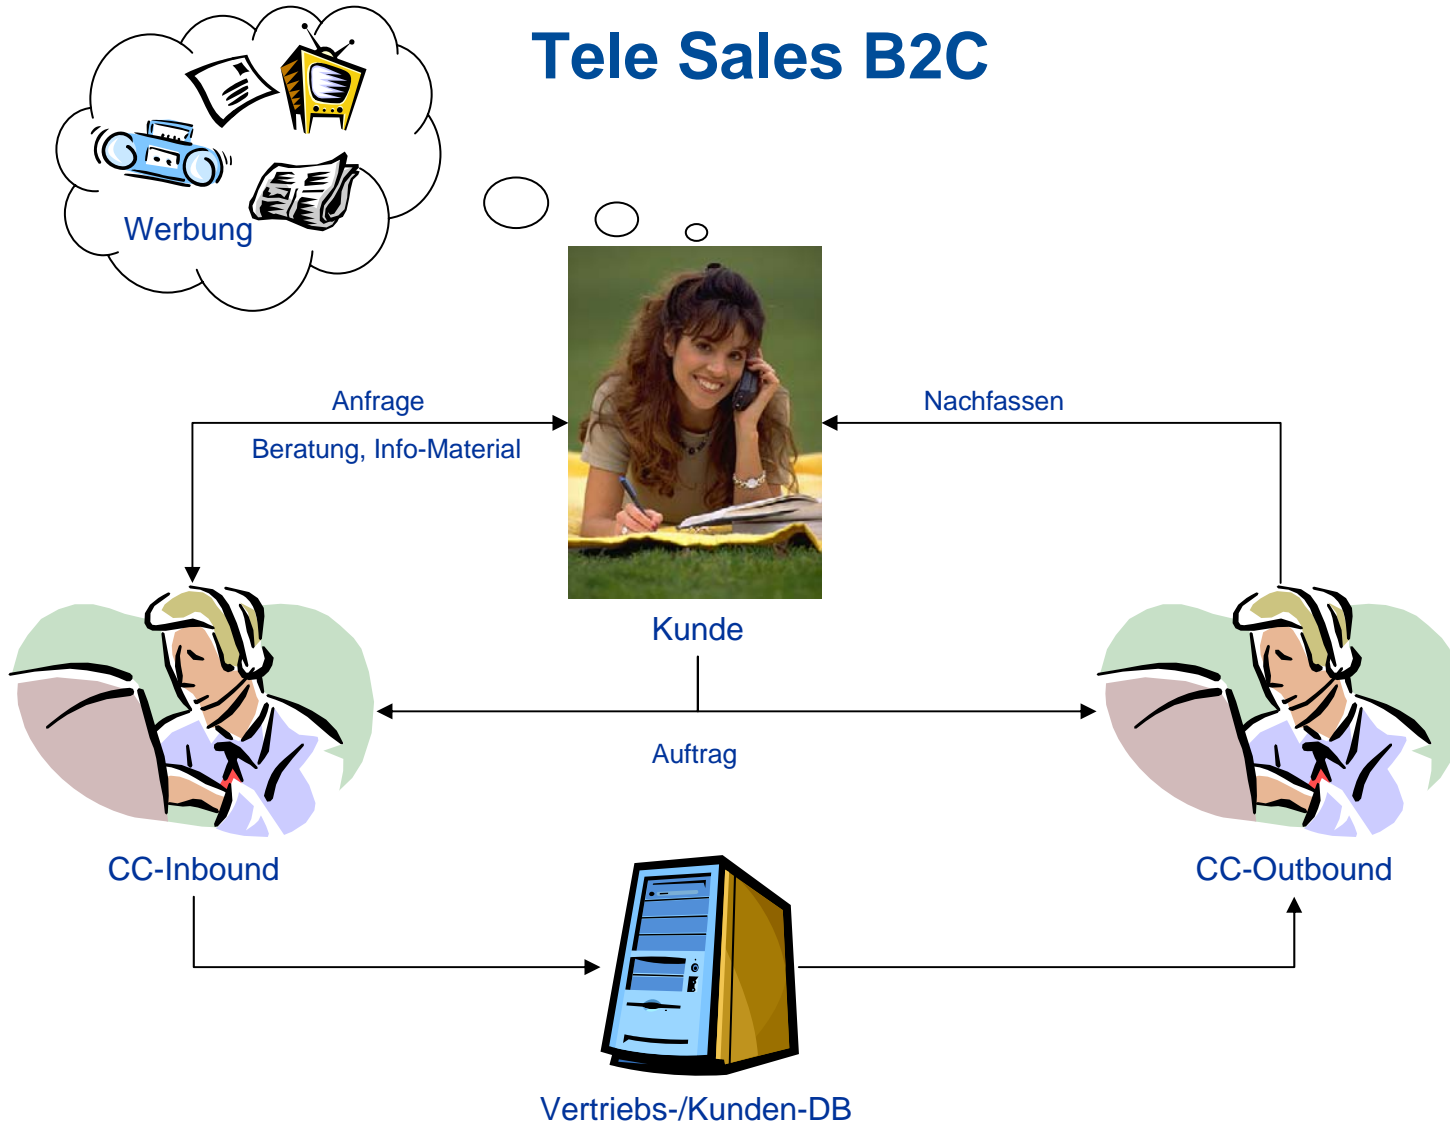 Tele Sales B2C
Werbung
Anfrage
Nachfassen
Beratung, Info-Material
Kunde
Auftrag
CC-Inbound
CC-Outbound
Vertriebs-/Kunden-DB